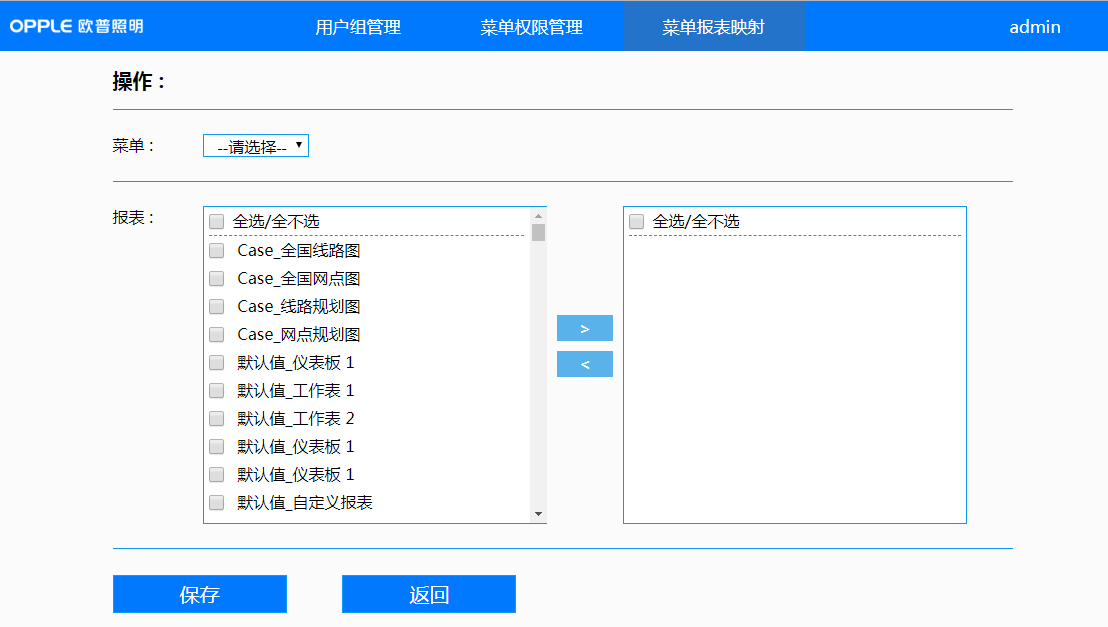 OPPLE 欧普照明 用户组管理 菜单权限管理 菜单报表映射 admin
操作：
菜单： --请选择--
报表： 全选/全不选 全选/全不选
Case_全国线路图
Case_全国网点图
Case_线路规划图
Case_网点规划图
默认值_仪表板 1
默认值_工作表 1
默认值_工作表 2
默认值_仪表板 1
默认值_仪表板 1
默认值_自定义报表
>
<
保存 返回